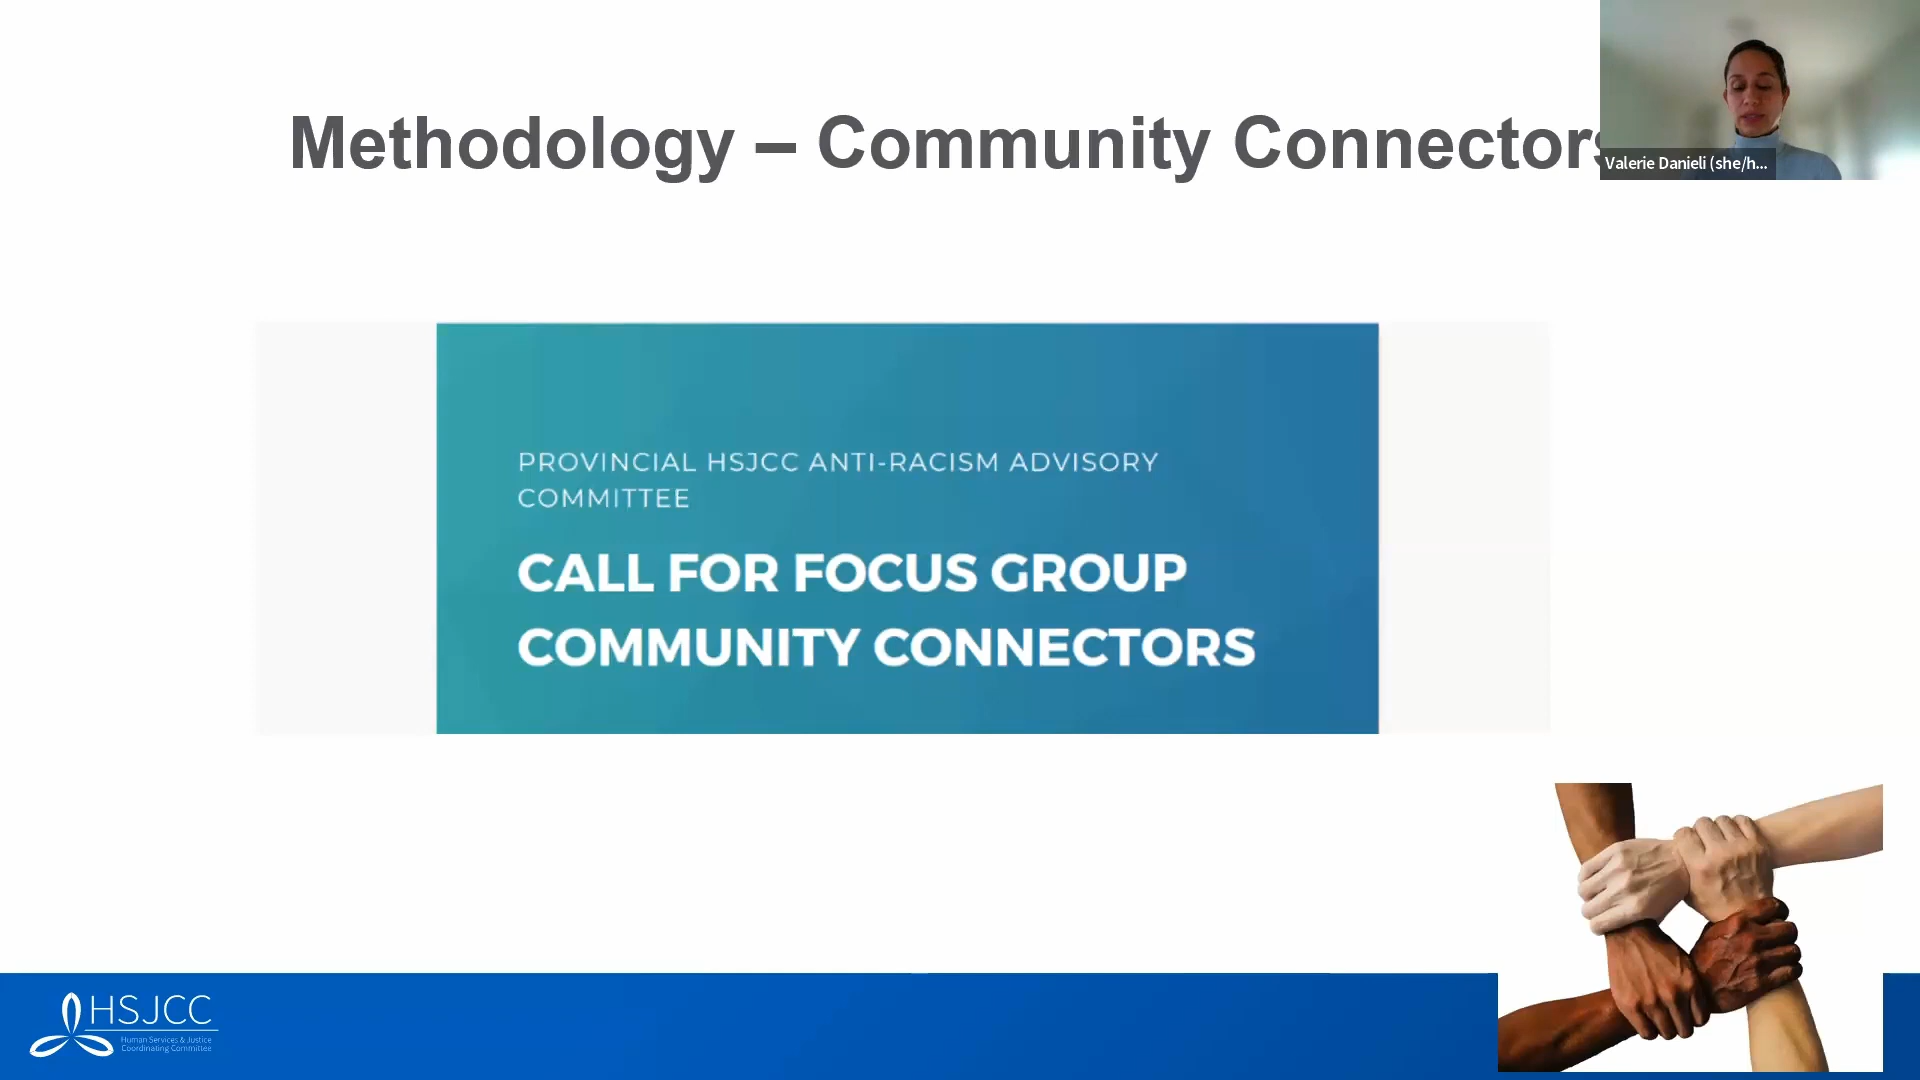 Methodology – Community Connectors
Valerie Danieli (she/h...
PROVINCIAL HSJCC ANTI-RACISM ADVISORY
COMMITTEE
CALL FOR FOCUS GROUP
COMMUNITY CONNECTORS
HSJCC
Human Services & Justice
Coordinating Committee